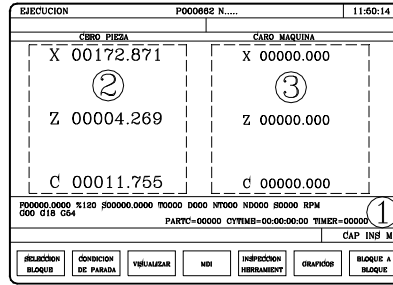 EJECUCION P000662 N..... 11:50:14
CERO PIEZA CARO MAQUINA
X 00172.871 X 00000.000
2 3
Z 00004.269 Z 00000.000
C 00011.755 C 00000.000
F00000.0000 %120 S00000.0000 T0000 D000 NT000 ND000 S0000 RPM
G00 G18 G54
PARTC=00000 CYTIME=00:00:00:00 TIMER=00000
1
CAP INS M
SELECCION BLOQUE CONDICION DE PARADA VISUALIZAR MDI INSPECCION HERRAMIENT GRAFICOS BLOQUE A BLOQUE